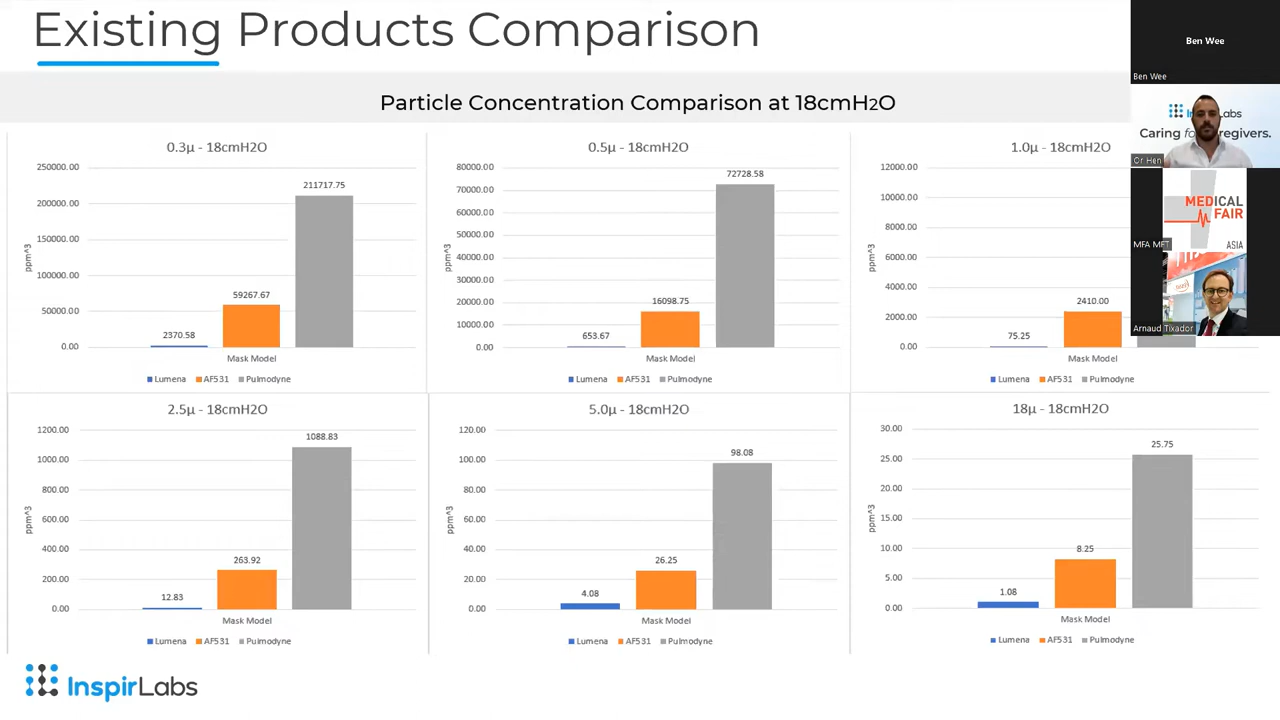 Existing Products Comparison
Particle Concentration Comparison at 18cmH2O
0.3µ - 18cmH2O
250000.00
200000.00
150000.00
100000.00
50000.00
0.00
ppm^3
2370.58
59267.67
211717.75
Mask Model
Lumena AF531 Pulmodyne
0.5µ - 18cmH2O
80000.00
70000.00
60000.00
50000.00
40000.00
30000.00
20000.00
10000.00
0.00
ppm^3
653.67
16098.75
72728.58
Mask Model
Lumena AF531 Pulmodyne
1.0µ - 18cmH2O
12000.00
10000.00
8000.00
6000.00
4000.00
2000.00
0.00
ppm^3
75.25
2410.00
Mask Model
Lumena AF531 Pulmodyne
2.5µ - 18cmH2O
1200.00
1000.00
800.00
600.00
400.00
200.00
0.00
ppm^3
12.83
263.92
1088.83
Mask Model
Lumena AF531 Pulmodyne
5.0µ - 18cmH2O
120.00
100.00
80.00
60.00
40.00
20.00
0.00
ppm^3
4.08
26.25
98.08
Mask Model
Lumena AF531 Pulmodyne
18µ - 18cmH2O
30.00
25.00
20.00
15.00
10.00
5.00
0.00
ppm^3
1.08
8.25
25.75
Mask Model
Lumena AF531 Pulmodyne
InspirLabs
Ben Wee
Ben Wee
Caring
Or Hen
MEDICAL
FAIR
ASIA
MFA MFT
Arnaud Tixador